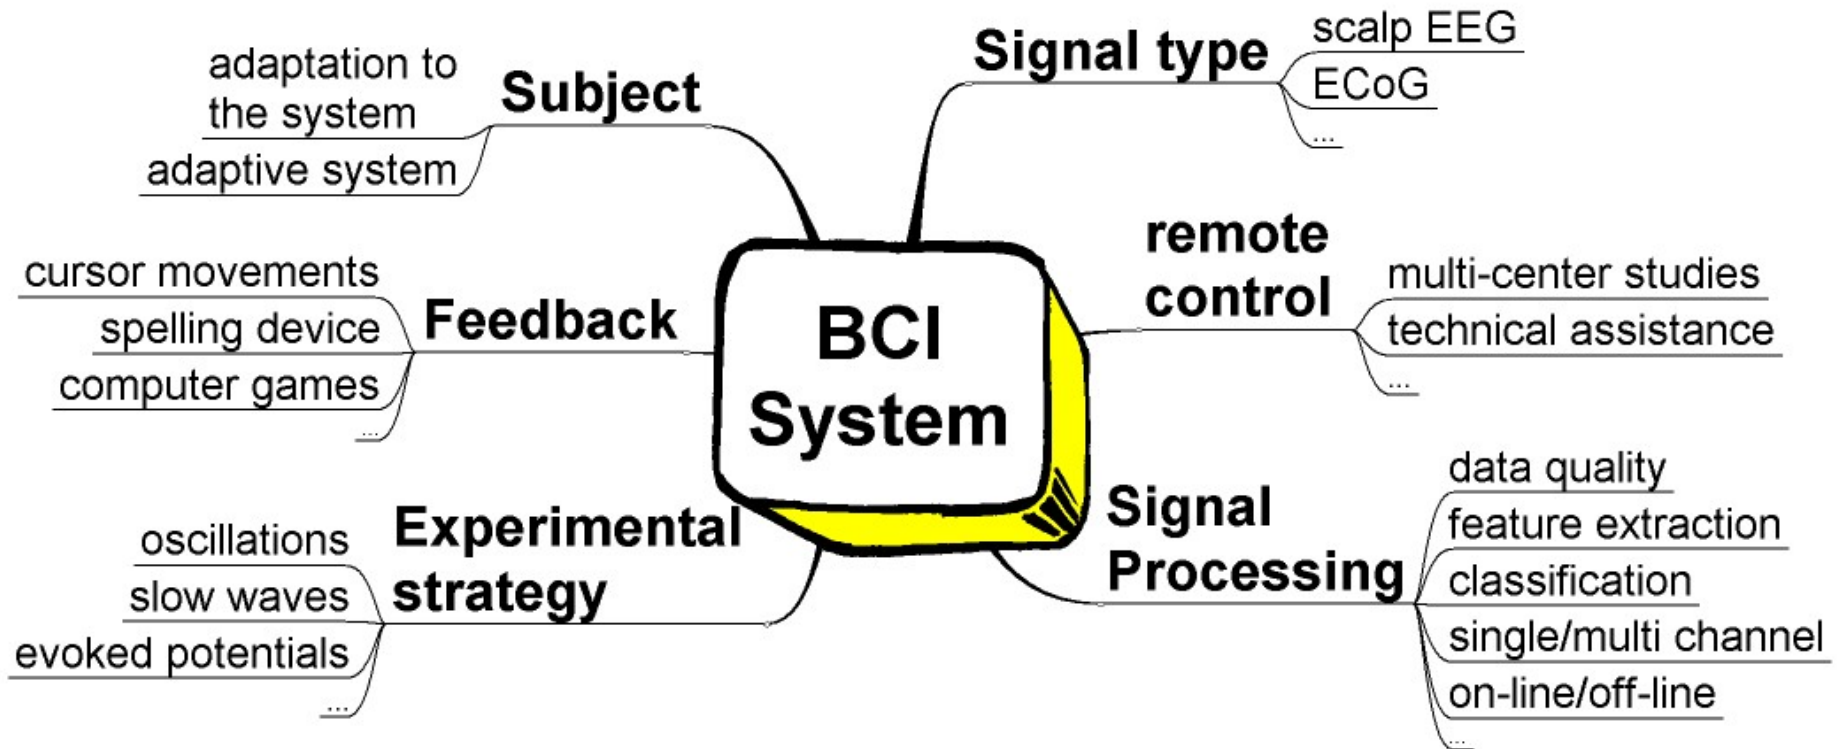 BCI
System
Subject
adaptation to
the system
adaptive system
Feedback
cursor movements
spelling device
computer games
...
Experimental
strategy
oscillations
slow waves
evoked potentials
...
Signal type
scalp EEG
ECoG
...
remote
control
multi-center studies
technical assistance
...
Signal
Processing
data quality
feature extraction
classification
single/multi channel
on-line/off-line
...